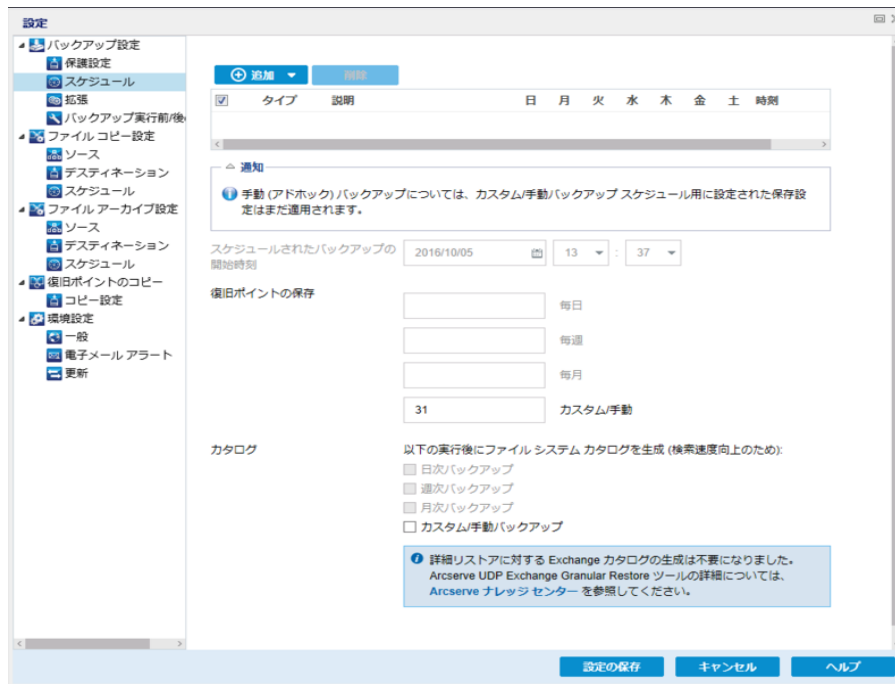 設定
バックアップ設定
保護設定
スケジュール
拡張
バックアップ実行前/後
ファイル コピー設定
ソース
デスティネーション
スケジュール
ファイル アーカイブ設定
ソース
デスティネーション
スケジュール
復旧ポイントのコピー
コピー設定
環境設定
一般
電子メール アラート
更新
追加 削除
タイプ 説明 日 月 火 水 木 金 土 時刻
通知
手動 (アドホック) バックアップについては、カスタム/手動バックアップ スケジュール用に設定された保存設
定はまだ適用されます。
スケジュールされたバックアップの
開始時刻
2016/10/05 13 : 37
復旧ポイントの保存
毎日
毎週
毎月
31 カスタム/手動
カタログ
以下の実行後にファイル システム カタログを生成 (検索速度向上のため):
日次バックアップ
週次バックアップ
月次バックアップ
カスタム/手動バックアップ
詳細リストアに対する Exchange カタログの生成は不要になりました。
Arcserve UDP Exchange Granular Restore ツールの詳細については、
Arcserve ナレッジ センター を参照してください。
設定の保存 キャンセル ヘルプ